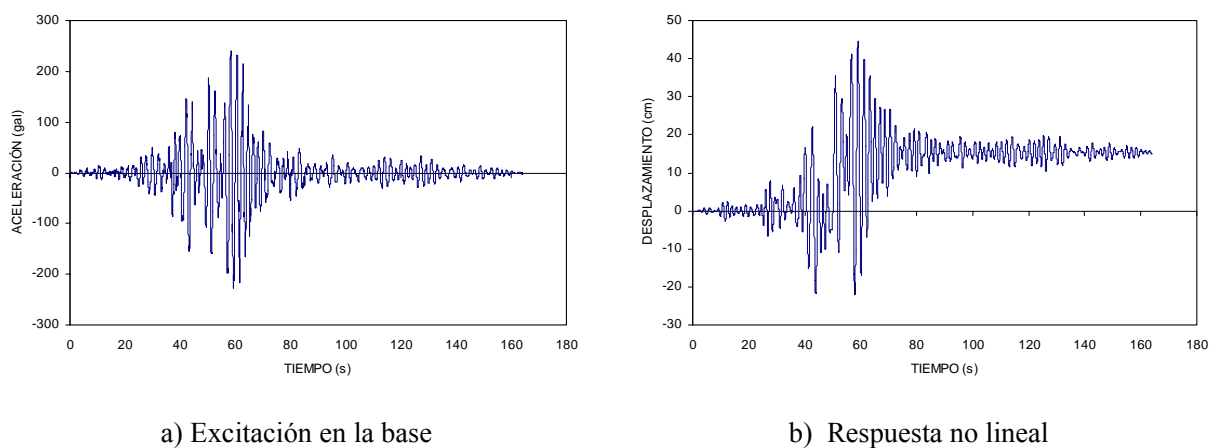 300
200
100
0
-100
-200
-300
ACELERACIÓN (gal)
0 20 40 60 80 100 120 140 160 180
TIEMPO (s)
a) Excitación en la base
50
40
30
20
10
0
-10
-20
-30
DESPLAZAMIENTO (cm)
0 20 40 60 80 100 120 140 160 180
TIEMPO (s)
b) Respuesta no lineal